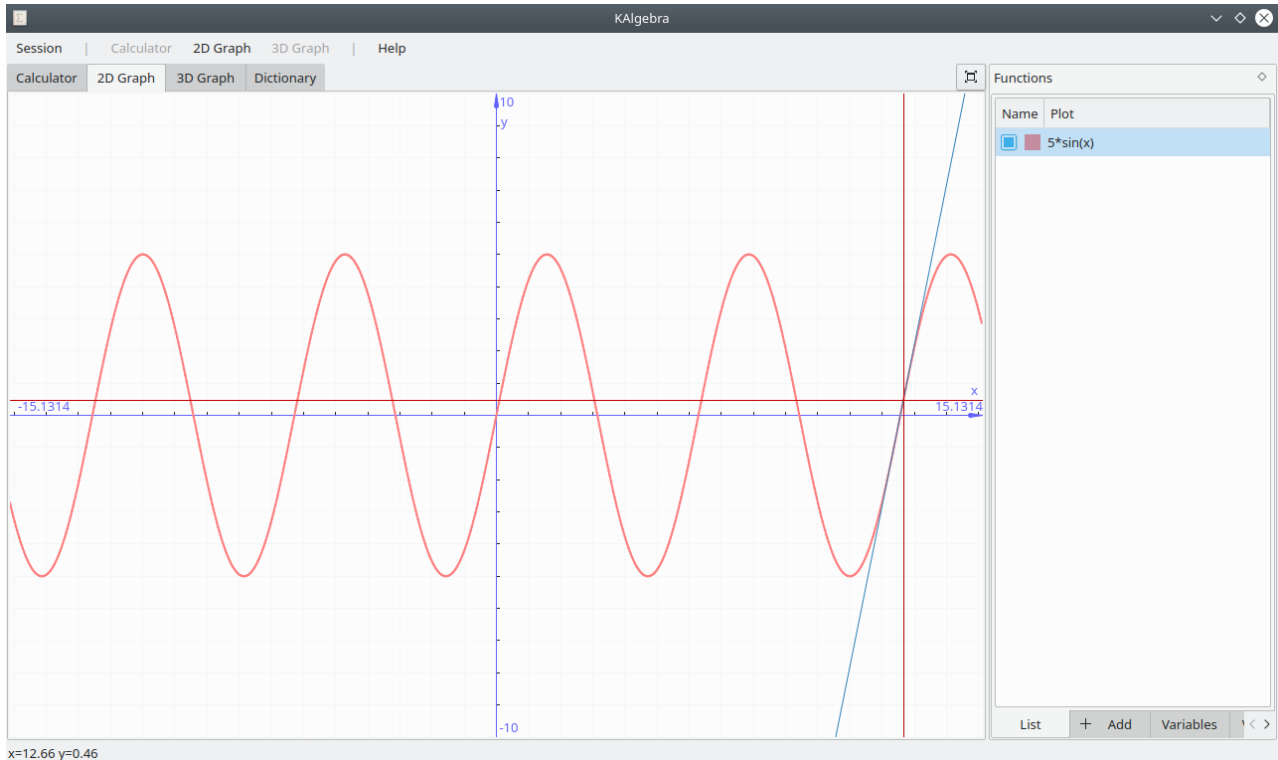 KAlgebra
Session | Calculator 2D Graph 3D Graph | Help
Calculator 2D Graph 3D Graph Dictionary
Functions
Name Plot
5*sin(x)
10
y
x
-15.1314
15.1314
-10
List + Add Variables
x=12.66 y=0.46